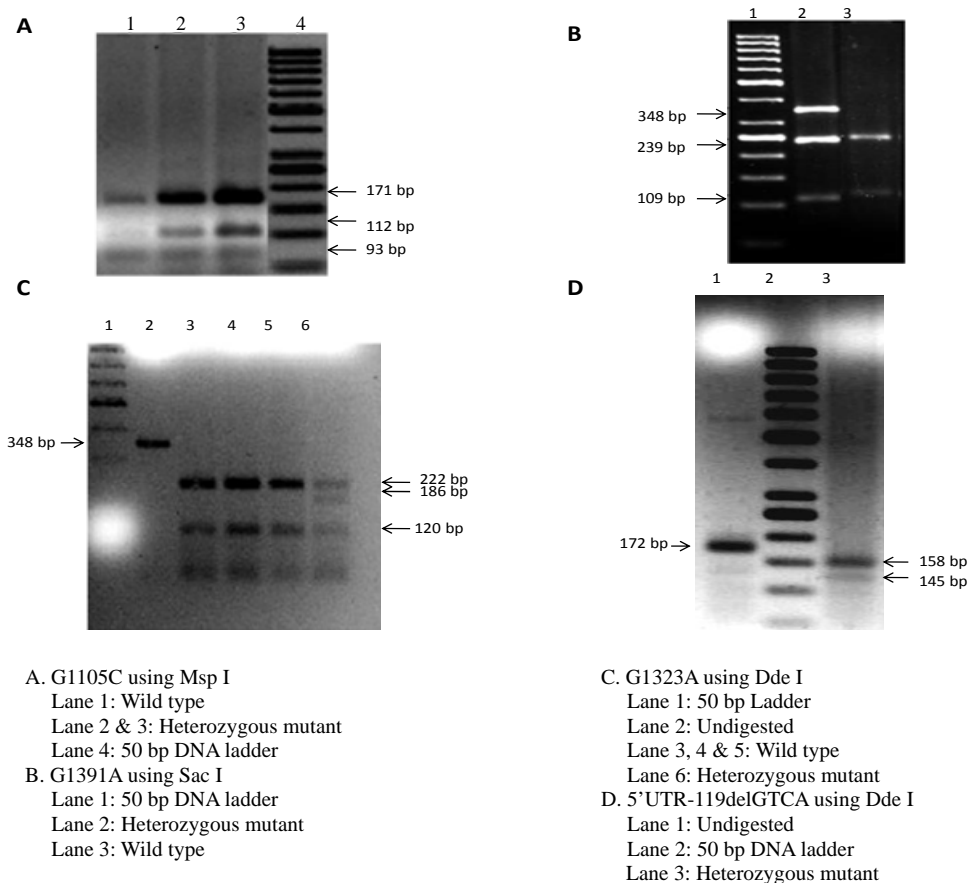 A
1 2 3 4
171 bp
112 bp
93 bp
B
1 2 3
348 bp
239 bp
109 bp
C
1 2 3 4 5 6
348 bp
222 bp
186 bp
120 bp
D
1 2 3
172 bp
158 bp
145 bp
A. G1105C using Msp I
Lane 1: Wild type
Lane 2 & 3: Heterozygous mutant
Lane 4: 50 bp DNA ladder
B. G1391A using Sac I
Lane 1: 50 bp DNA ladder
Lane 2: Heterozygous mutant
Lane 3: Wild type
C. G1323A using Dde I
Lane 1: 50 bp Ladder
Lane 2: Undigested
Lane 3, 4 & 5: Wild type
Lane 6: Heterozygous mutant
D. 5’UTR-119delGTCA using Dde I
Lane 1: Undigested
Lane 2: 50 bp DNA ladder
Lane 3: Heterozygous mutant